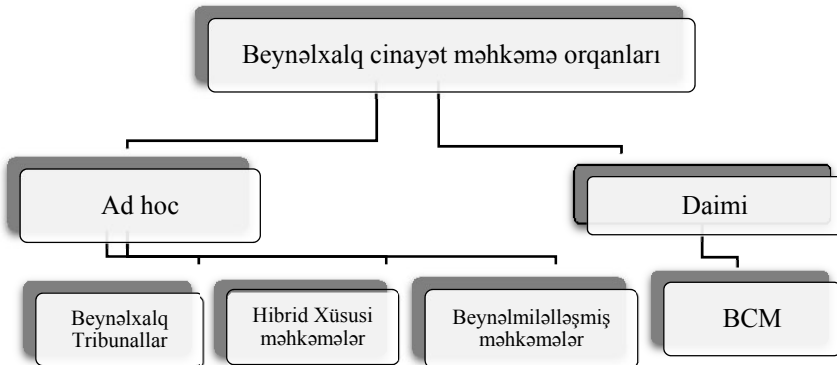 Beynəlxalq cinayət məhkəmə orqanları
Ad hoc
Daimi
Beynəlxalq
Tribunallar
Hibrid Xüsusi
məhkəmələr
Beynəlmiləlləşmiş
məhkəmələr
BCM